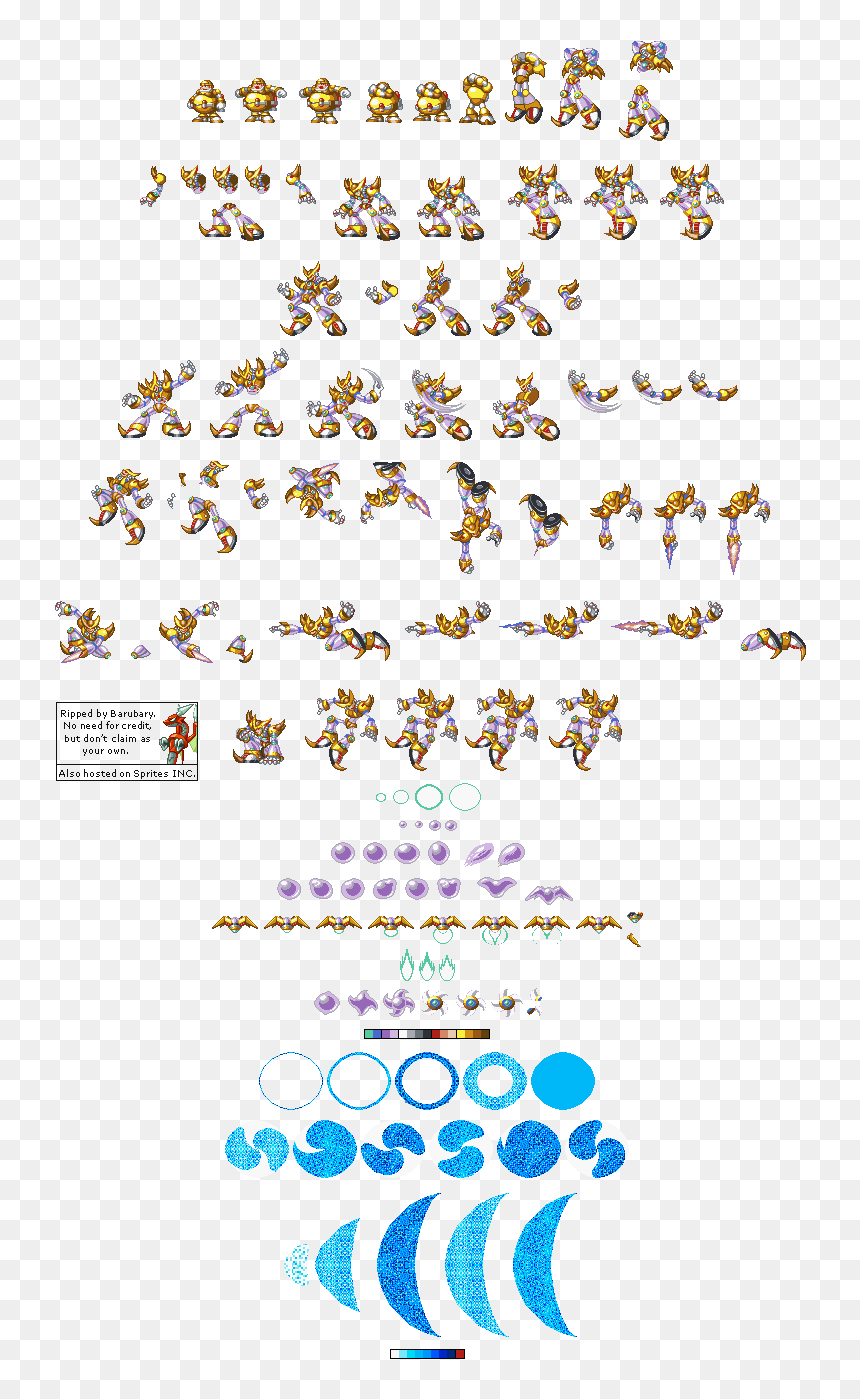 Ripped by Barubary.
No need for credit,
but don't claim as
your own.
Also hosted on Sprites INC.